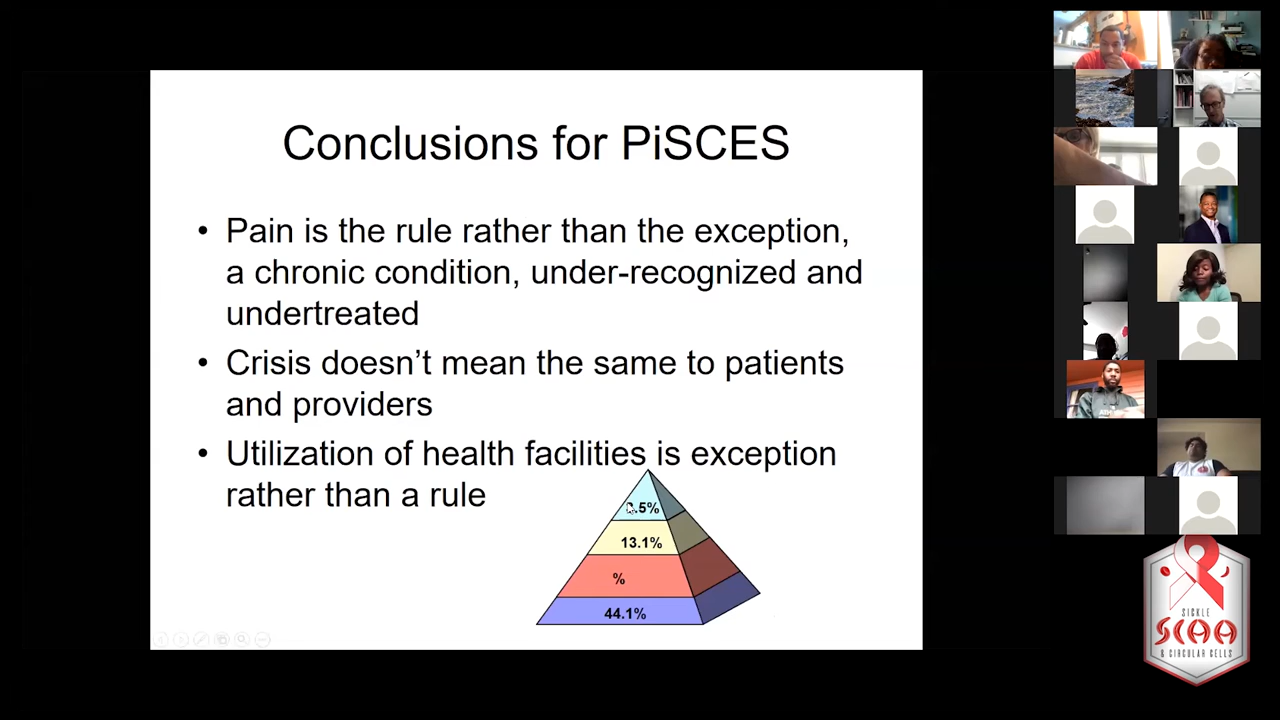 Conclusions for PiSCES
• Pain is the rule rather than the exception,
a chronic condition, under-recognized and
undertreated
• Crisis doesn’t mean the same to patients
and providers
• Utilization of health facilities is exception
rather than a rule
.5%
13.1%
%
44.1%
SICKLE
SCAA
& CIRCULAR CELLS